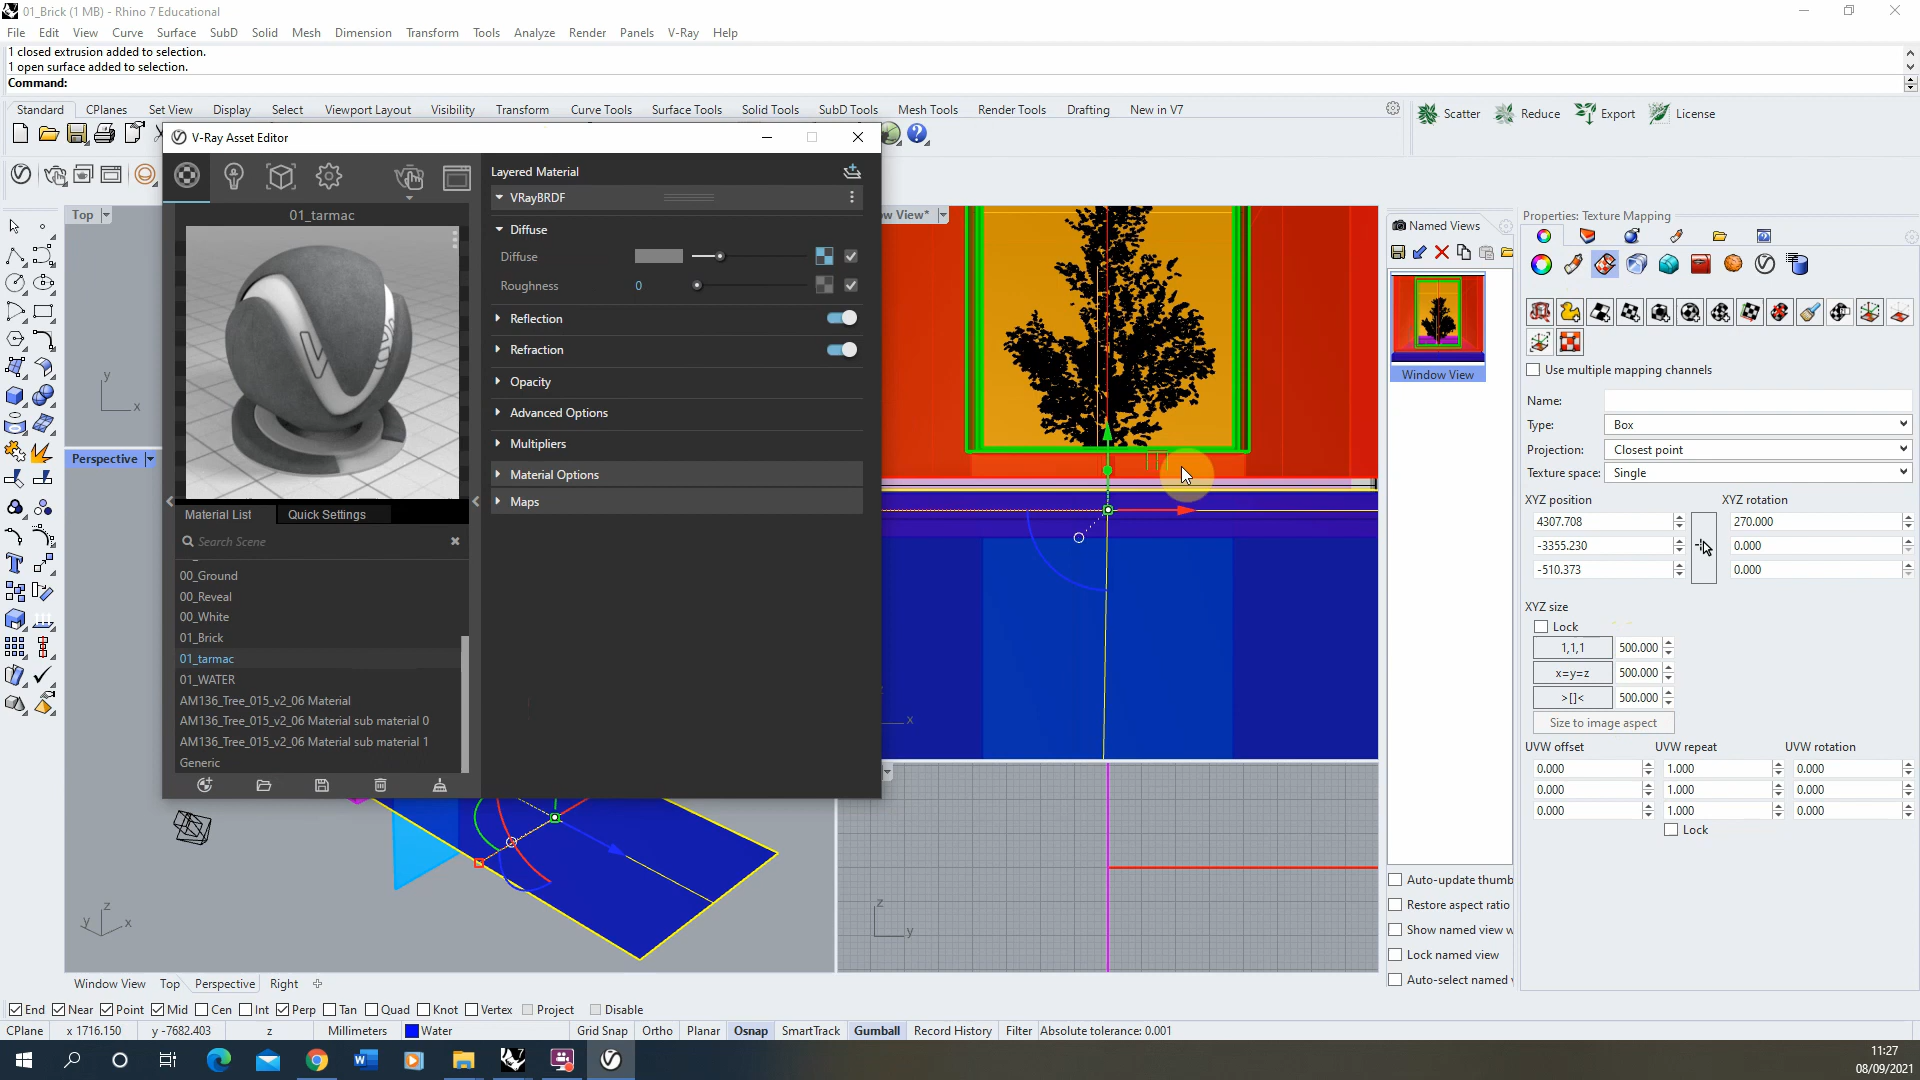 01_Brick (1 MB) - Rhino 7 Educational
File Edit View Curve Surface SubD Solid Mesh Dimension Transform Tools Analyze Render Panels V-Ray Help
1 closed extrusion added to selection.
1 open surface added to selection.
Command:
Standard CPlanes Set View Display Select Viewport Layout Visibility Transform Curve Tools Surface Tools Solid Tools SubD Tools Mesh Tools Render Tools Drafting New in V7
Scatter Reduce Export License
V-Ray Asset Editor
01_tarmac
Material List Quick Settings
Search Scene
00_Ground
00_Reveal
00_White
01_Brick
01_tarmac
01_WATER
AM136_Tree_015_v2_06 Material
AM136_Tree_015_v2_06 Material sub material 0
AM136_Tree_015_v2_06 Material sub material 1
Generic
Layered Material
VRayBRDF
Diffuse
Diffuse
Roughness 0
Reflection
Refraction
Opacity
Advanced Options
Multipliers
Material Options
Maps
Top
y
x
Perspective
z
y x
w View*
x
z
y
Named Views
Window View
Auto-update thumb
Restore aspect ratio
Show named view w
Lock named view
Auto-select named
Properties: Texture Mapping
Use multiple mapping channels
Name:
Type: Box
Projection: Closest point
Texture space: Single
XYZ position XYZ rotation
4307.708 270.000
-3355.230 0.000
-510.373 0.000
XYZ size
Lock
1,1,1 500.000
x=y=z 500.000
>[]< 500.000
Size to image aspect
UVW offset UVW repeat UVW rotation
0.000 1.000 0.000
0.000 1.000 0.000
0.000 1.000 0.000
Lock
Window View Top Perspective Right
End Near Point Mid Cen Int Perp Tan Quad Knot Vertex Project Disable
CPlane x 1716.150 y -7682.403 z Millimeters Water Grid Snap Ortho Planar Osnap SmartTrack Gumball Record History Filter Absolute tolerance: 0.001
11:27
08/09/2021